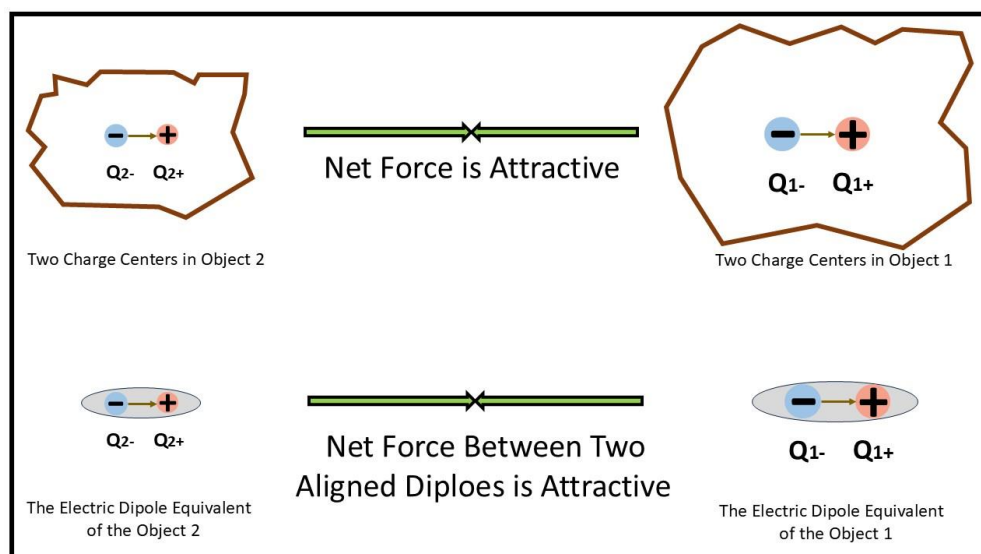 Q2- Q2+
Net Force is Attractive
Q1- Q1+
Two Charge Centers in Object 2
Two Charge Centers in Object 1
Q2- Q2+
Net Force Between Two
Aligned Diploes is Attractive
Q1- Q1+
The Electric Dipole Equivalent
of the Object 2
The Electric Dipole Equivalent
of the Object 1